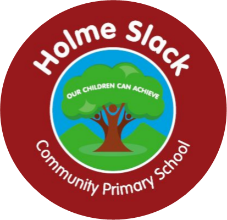 Holme Slack
OUR CHILDREN CAN ACHIEVE
Community Primary School